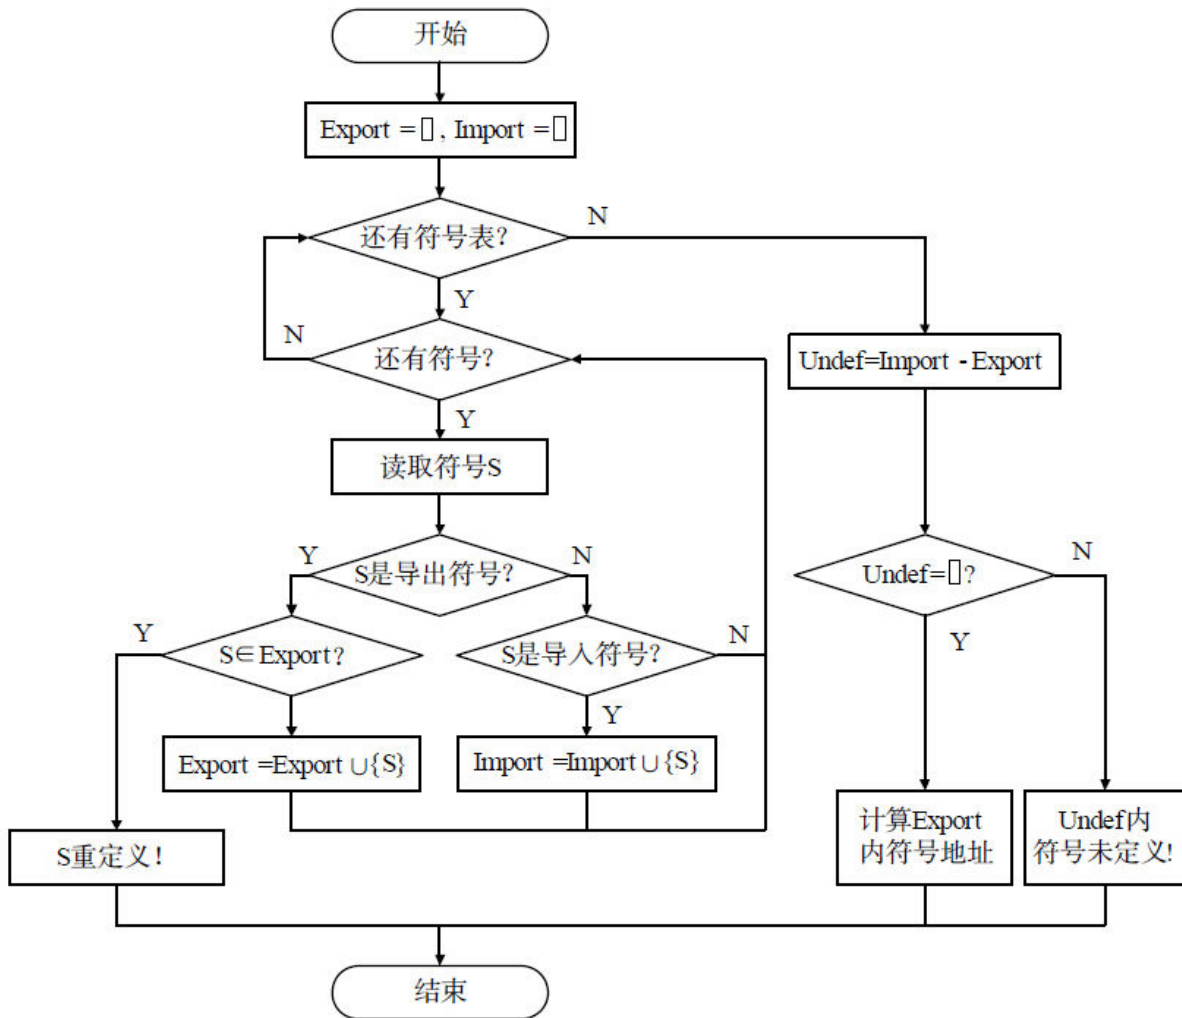 开始
Export = ▯ , Import = ▯
还有符号表？
N
Y
还有符号？
N
Y
Undef=Import - Export
读取符号S
S是导出符号？
Y
N
Undef=▯?
N
Y
S∈Export？
Y
S是导入符号？
N
Y
Export =Export ∪{S}
Import =Import ∪{S}
S重定义！
计算Export
内符号地址
Undef内
符号未定义!
结束